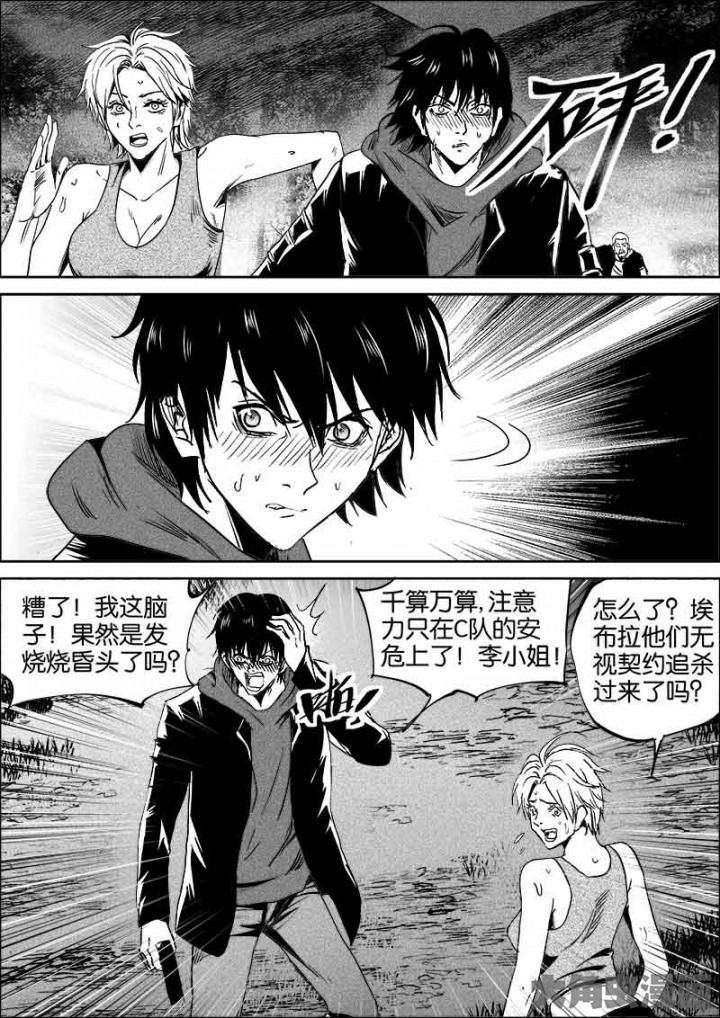 砰！
糟了！我这脑
子！果然是发
烧烧昏头了吗？
千算万算，注意
力只在C队的安
危上了！李小姐！
怎么了？埃
布拉他们无
视契约追杀
过来了吗？
啪！